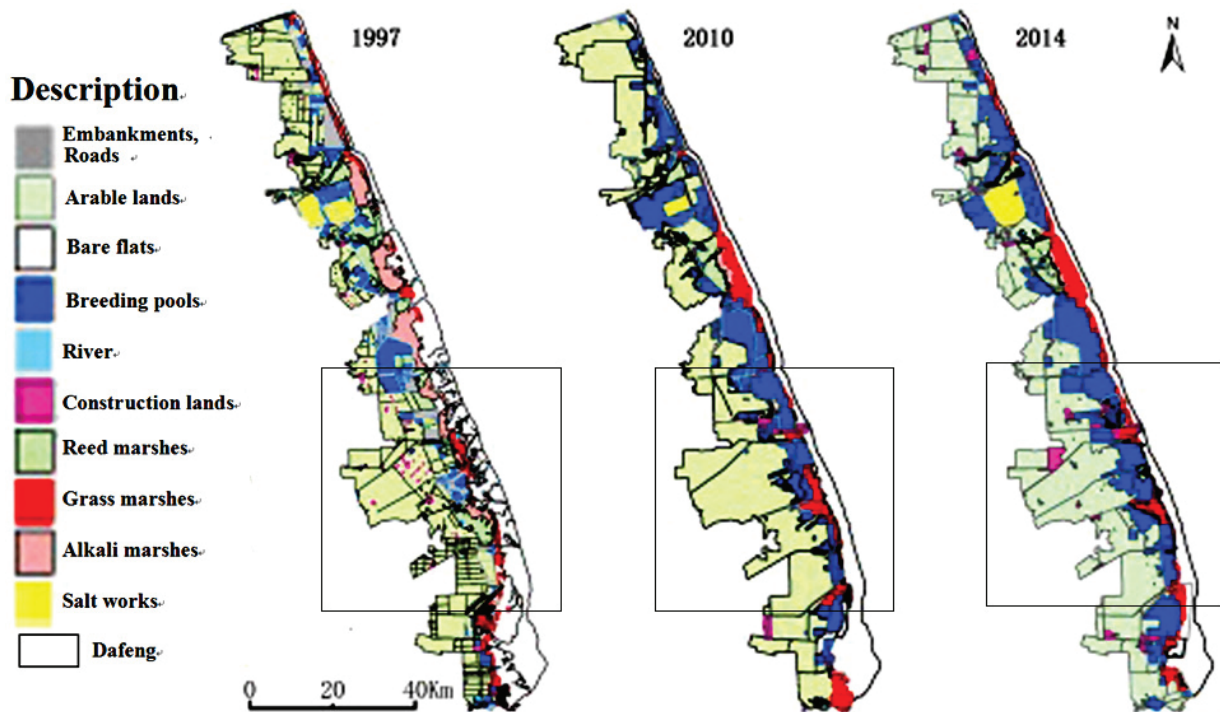 1997
2010
2014
N
Description
Embankments,
Roads
Arable lands
Bare flats
Breeding pools
River
Construction lands
Reed marshes
Grass marshes
Alkali marshes
Salt works
Dafeng
0 20 40Km